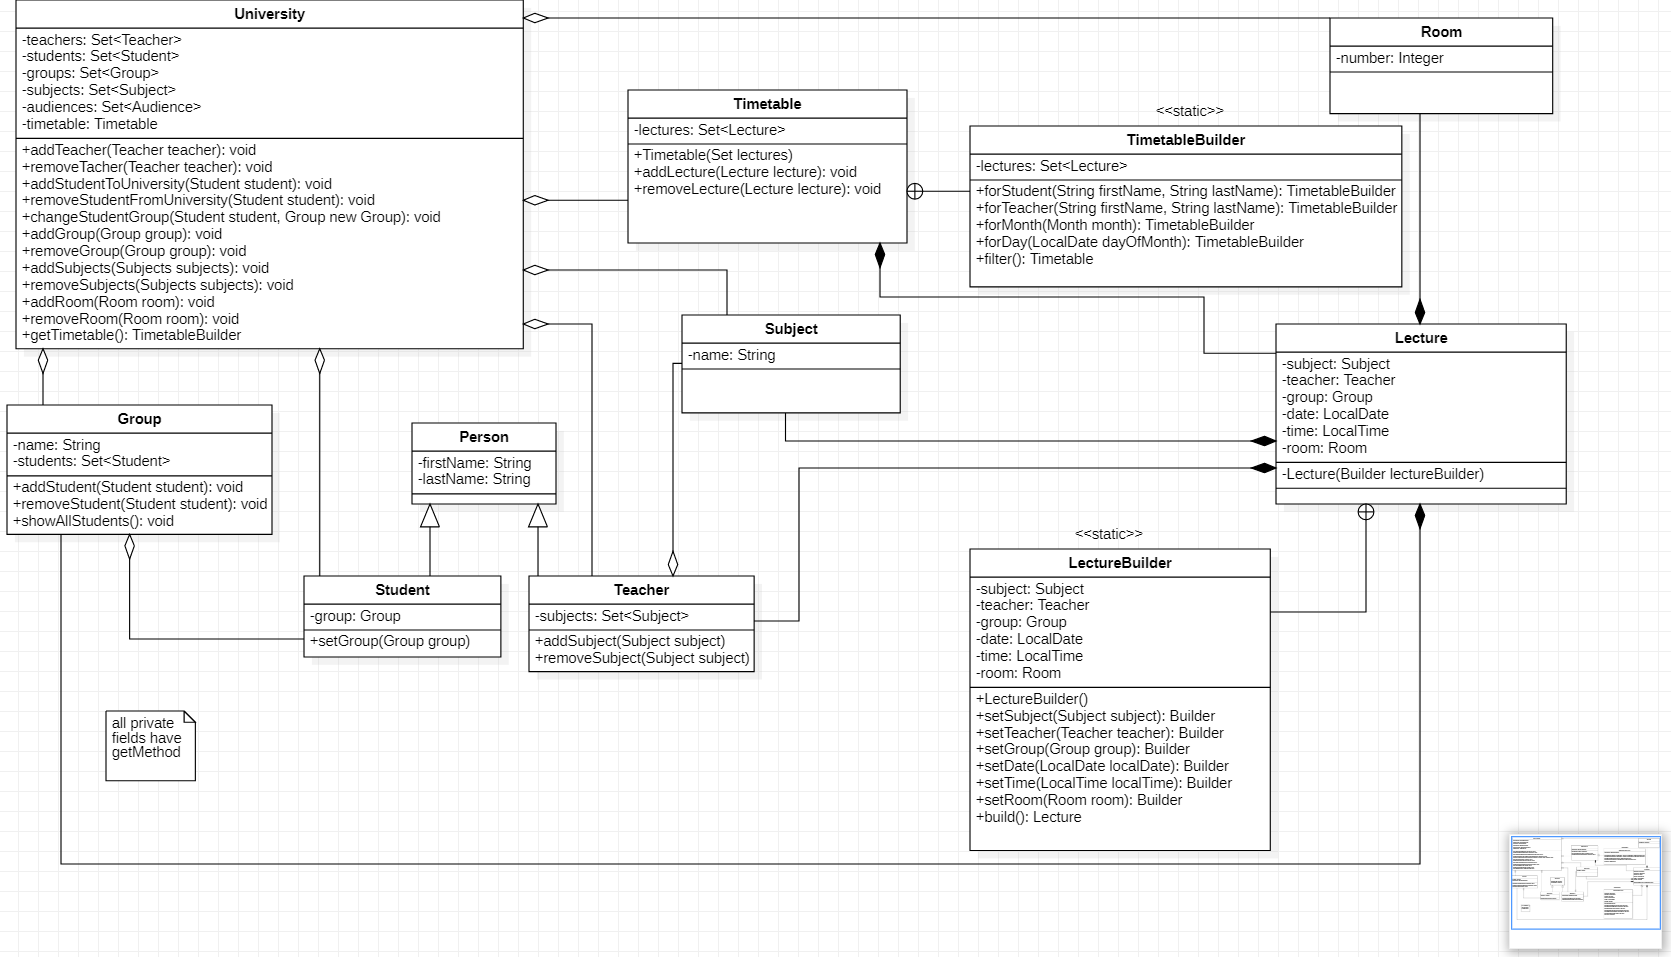 University
-teachers: Set<Teacher>
-students: Set<Student>
-groups: Set<Group>
-subjects: Set<Subject>
-audiences: Set<Audience>
-timetable: Timetable
+addTeacher(Teacher teacher): void
+removeTacher(Teacher teacher): void
+addStudentToUniversity(Student student): void
+removeStudentFromUniversity(Student student): void
+changeStudentGroup(Student student, Group new Group): void
+addGroup(Group group): void
+removeGroup(Group group): void
+addSubjects(Subjects subjects): void
+removeSubjects(Subjects subjects): void
+addRoom(Room room): void
+removeRoom(Room room): void
+getTimetable(): TimetableBuilder
Room
-number: Integer
Timetable
-lectures: Set<Lecture>
+Timetable(Set lectures)
+addLecture(Lecture lecture): void
+removeLecture(Lecture lecture): void
<<static>>
TimetableBuilder
-lectures: Set<Lecture>
+forStudent(String firstName, String lastName): TimetableBuilder
+forTeacher(String firstName, String lastName): TimetableBuilder
+forMonth(Month month): TimetableBuilder
+forDay(LocalDate dayOfMonth): TimetableBuilder
+filter(): Timetable
Subject
-name: String
Lecture
-subject: Subject
-teacher: Teacher
-group: Group
-date: LocalDate
-time: LocalTime
-room: Room
-Lecture(Builder lectureBuilder)
Group
-name: String
-students: Set<Student>
+addStudent(Student student): void
+removeStudent(Student student): void
+showAllStudents(): void
Person
-firstName: String
-lastName: String
Student
-group: Group
+setGroup(Group group)
Teacher
-subjects: Set<Subject>
+addSubject(Subject subject)
+removeSubject(Subject subject)
<<static>>
LectureBuilder
-subject: Subject
-teacher: Teacher
-group: Group
-date: LocalDate
-time: LocalTime
-room: Room
+LectureBuilder()
+setSubject(Subject subject): Builder
+setTeacher(Teacher teacher): Builder
+setGroup(Group group): Builder
+setDate(LocalDate localDate): Builder
+setTime(LocalTime localTime): Builder
+setRoom(Room room): Builder
+build(): Lecture
all private
fields have
getMethod